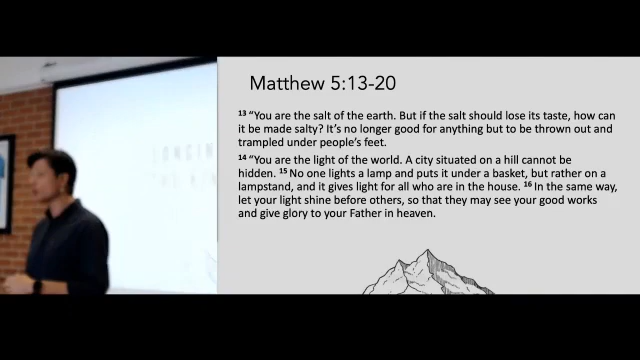 Matthew 5:13-20
13 “You are the salt of the earth. But if the salt should lose its taste, how can
it be made salty? It’s no longer good for anything but to be thrown out and
trampled under people’s feet.
14 “You are the light of the world. A city situated on a hill cannot be
hidden. 15 No one lights a lamp and puts it under a basket, but rather on a
lampstand, and it gives light for all who are in the house. 16 In the same way,
let your light shine before others, so that they may see your good works
and give glory to your Father in heaven.